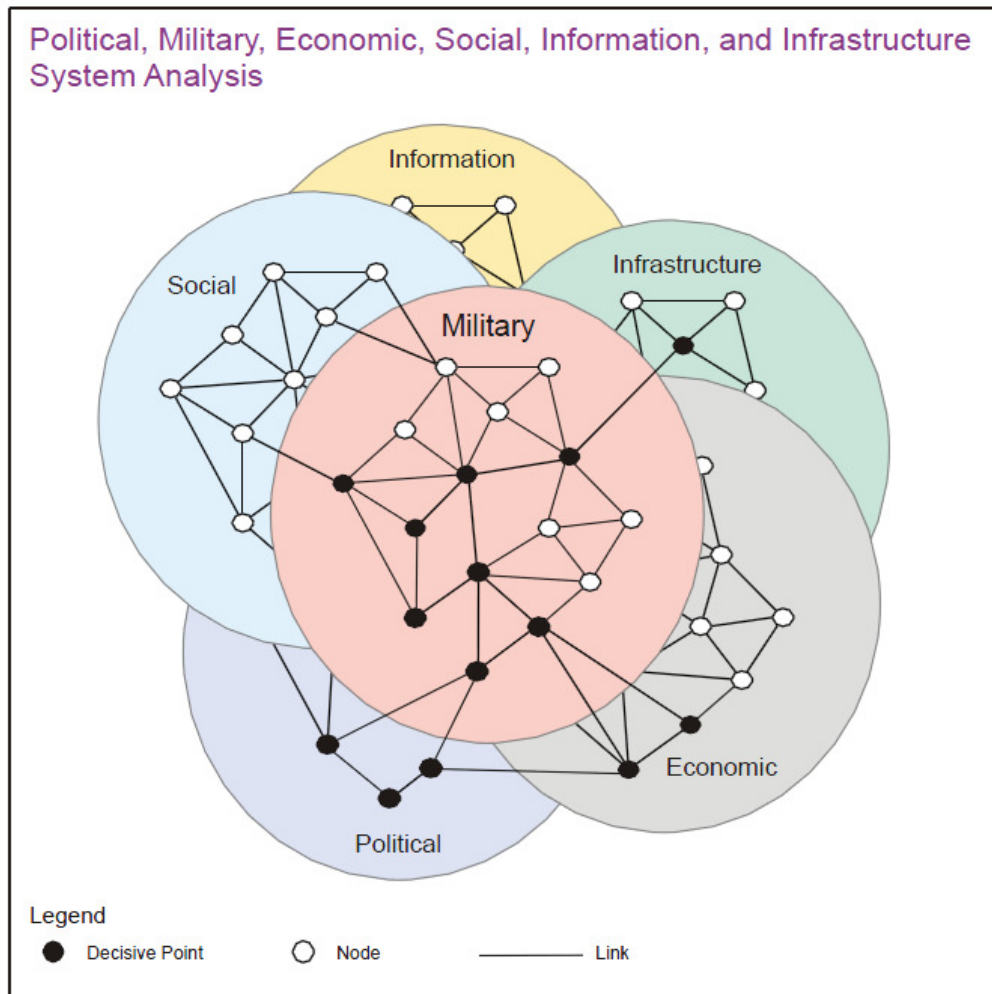 Political, Military, Economic, Social, Information, and Infrastructure
System Analysis
Information
Infrastructure
Social
Military
Economic
Political
Legend
Decisive Point
Node
Link